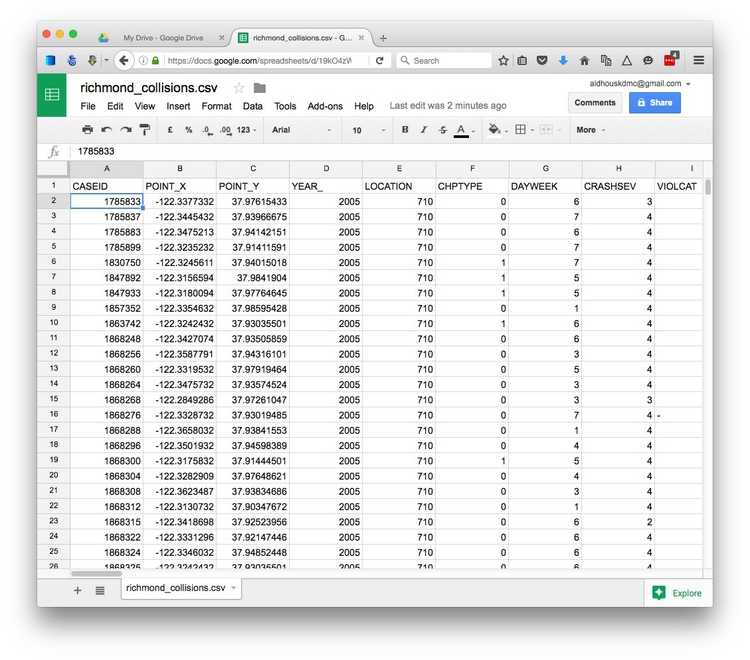 My Drive - Google Drive
richmond_collisions.csv - G...
https://docs.google.com/spreadsheets/d/19kO4zV
Search
4
richmond_collisions.csv
aldhouskdmc@gmail.com
File Edit View Insert Format Data Tools Add-ons Help Last edit was 2 minutes ago
Comments
Share
£ % .0 .00 123 Arial 10 B I S A More
fx 1785833
A B C D E F G H I
1 CASEID POINT_X POINT_Y YEAR_ LOCATION CHPTYPE DAYWEEK CRASHSEV VIOLCAT
2 1785833 -122.3377332 37.97615433 2005 710 0 6 3
3 1785837 -122.3445432 37.93966675 2005 710 0 7 4
4 1785883 -122.3475213 37.94142151 2005 710 0 6 4
5 1785899 -122.3235232 37.91411591 2005 710 0 7 4
6 1830750 -122.3245611 37.94015018 2005 710 1 7 4
7 1847892 -122.3156594 37.9841904 2005 710 1 5 4
8 1847933 -122.3180094 37.97764645 2005 710 1 5 4
9 1857352 -122.3354632 37.98595428 2005 710 0 1 4
10 1863742 -122.3242432 37.93035501 2005 710 1 6 4
11 1868248 -122.3427074 37.93505859 2005 710 0 6 4
12 1868256 -122.3587791 37.94316101 2005 710 0 3 4
13 1868260 -122.3319532 37.97919464 2005 710 0 5 4
14 1868264 -122.3475732 37.93574524 2005 710 0 3 4
15 1868268 -122.2849286 37.97261047 2005 710 0 3 3
16 1868276 -122.3328732 37.93019485 2005 710 0 7 4 -
17 1868288 -122.3658032 37.93841553 2005 710 0 1 4
18 1868296 -122.3501932 37.94598389 2005 710 0 4 4
19 1868300 -122.3175832 37.91444501 2005 710 1 5 4
20 1868304 -122.3282909 37.97648621 2005 710 0 4 4
21 1868308 -122.3623487 37.93834686 2005 710 0 3 4
22 1868312 -122.3130732 37.90347672 2005 710 0 1 4
23 1868315 -122.3418698 37.92523956 2005 710 0 6 2
24 1868322 -122.3331296 37.92147446 2005 710 0 6 4
25 1868324 -122.3346032 37.94852448 2005 710 0 6 4
26 1868325 -122.3242432 37.93035501 2005 710 0 6 4
richmond_collisions.csv
Explore